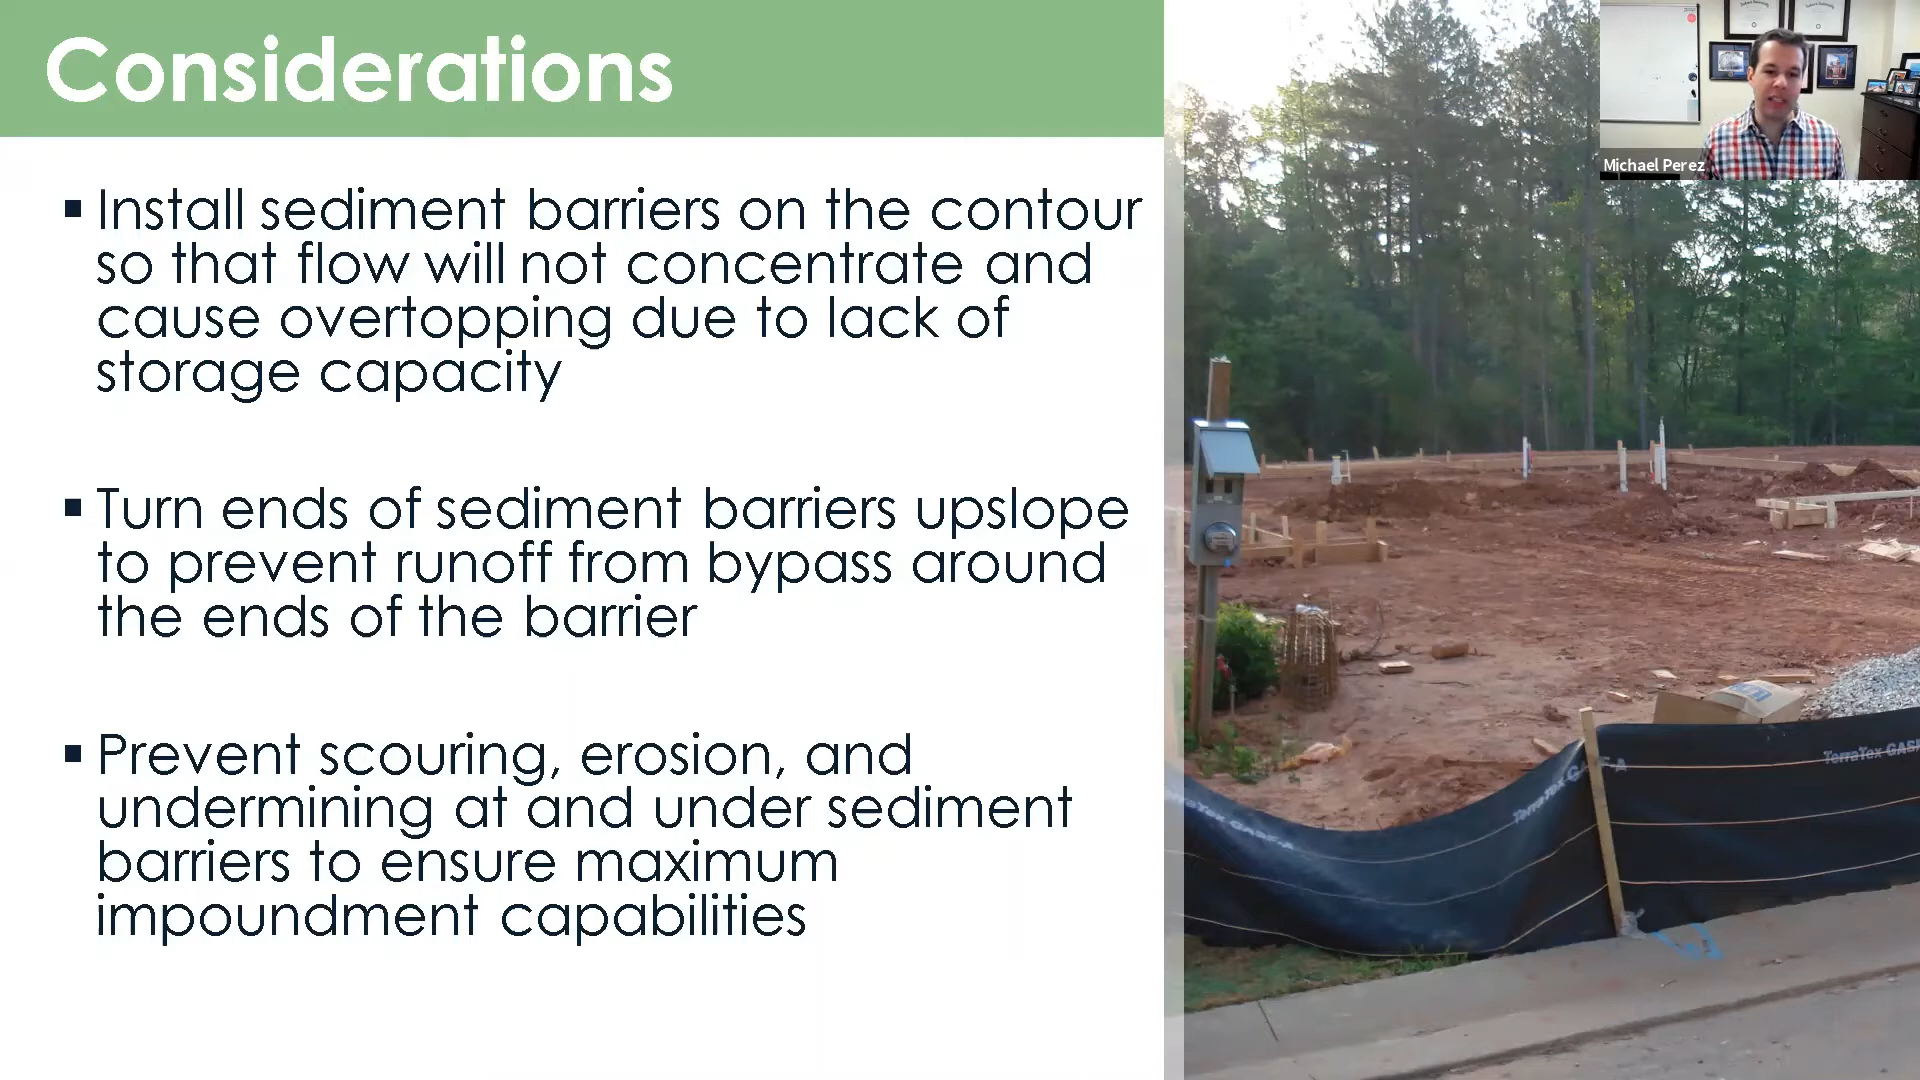 Considerations
▪ Install sediment barriers on the contour
so that flow will not concentrate and
cause overtopping due to lack of
storage capacity
▪ Turn ends of sediment barriers upslope
to prevent runoff from bypass around
the ends of the barrier
▪ Prevent scouring, erosion, and
undermining at and under sediment
barriers to ensure maximum
impoundment capabilities
Michael Perez